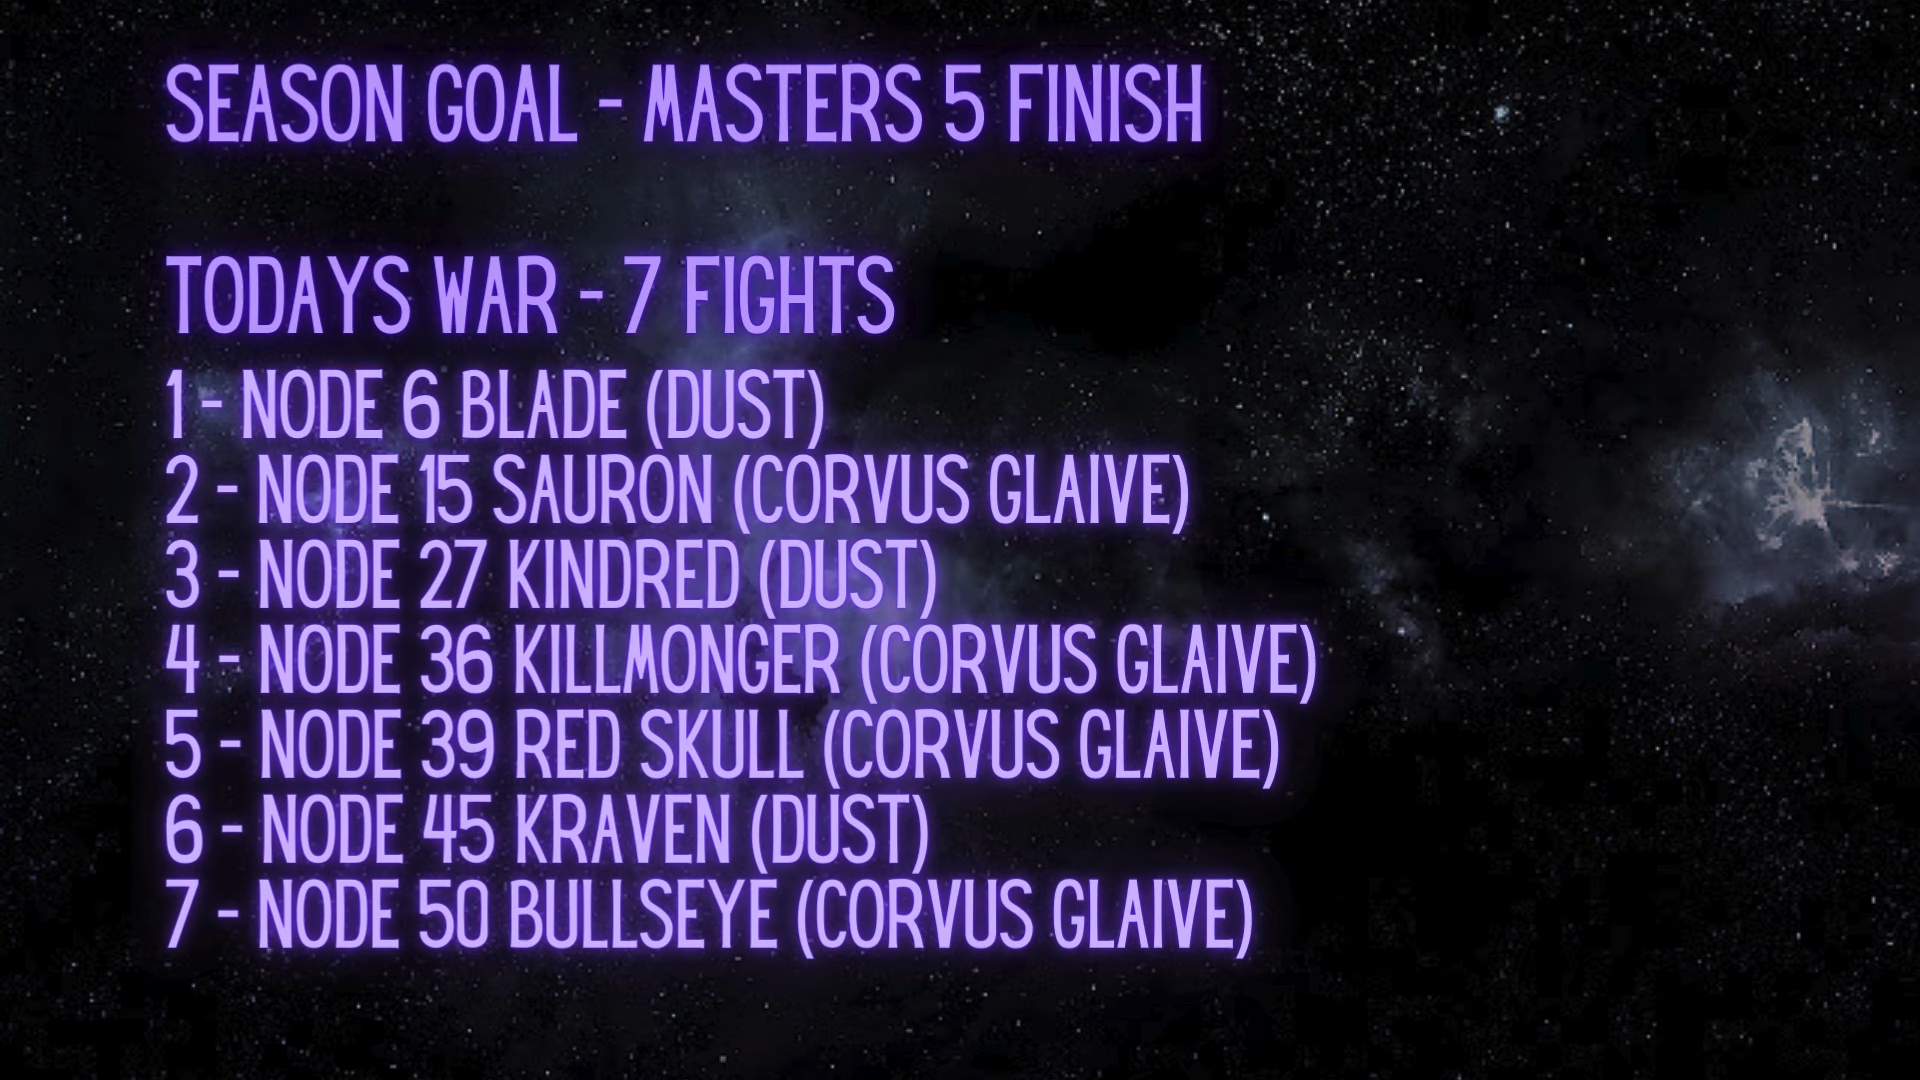 SEASON GOAL - MASTERS 5 FINISH
TODAYS WAR - 7 FIGHTS
1 - NODE 6 BLADE (DUST)
2 - NODE 15 SAURON (CORVUS GLAIVE)
3 - NODE 27 KINDRED (DUST)
4 - NODE 36 KILLMONGER (CORVUS GLAIVE)
5 - NODE 39 RED SKULL (CORVUS GLAIVE)
6 - NODE 45 KRAVEN (DUST)
7 - NODE 50 BULLSEYE (CORVUS GLAIVE)